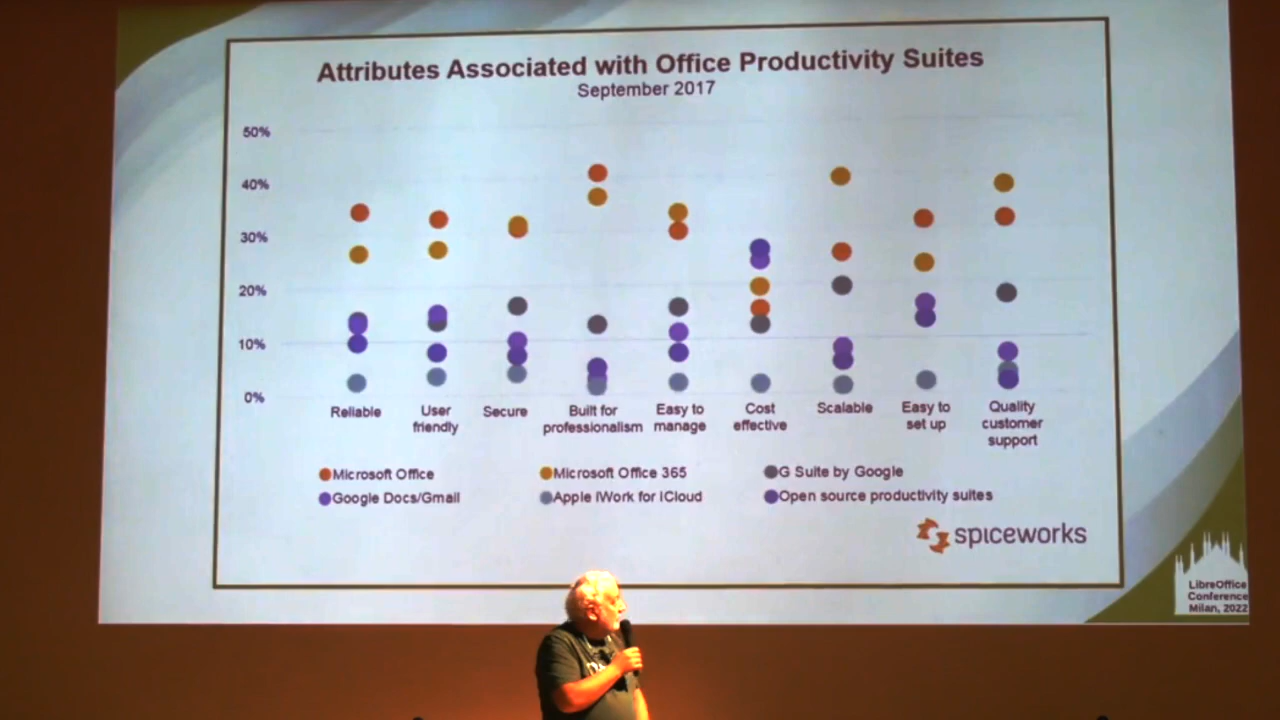 Attributes Associated with Office Productivity Suites
September 2017
50%
40%
30%
20%
10%
0%
Reliable
User
friendly
Secure
Built for
professionalism
Easy to
manage
Cost
effective
Scalable
Easy to
set up
Quality
customer
support
Microsoft Office
Microsoft Office 365
G Suite by Google
Google Docs/Gmail
Apple iWork for iCloud
Open source productivity suites
spiceworks
LibreOffice
Conference
Milan, 2022